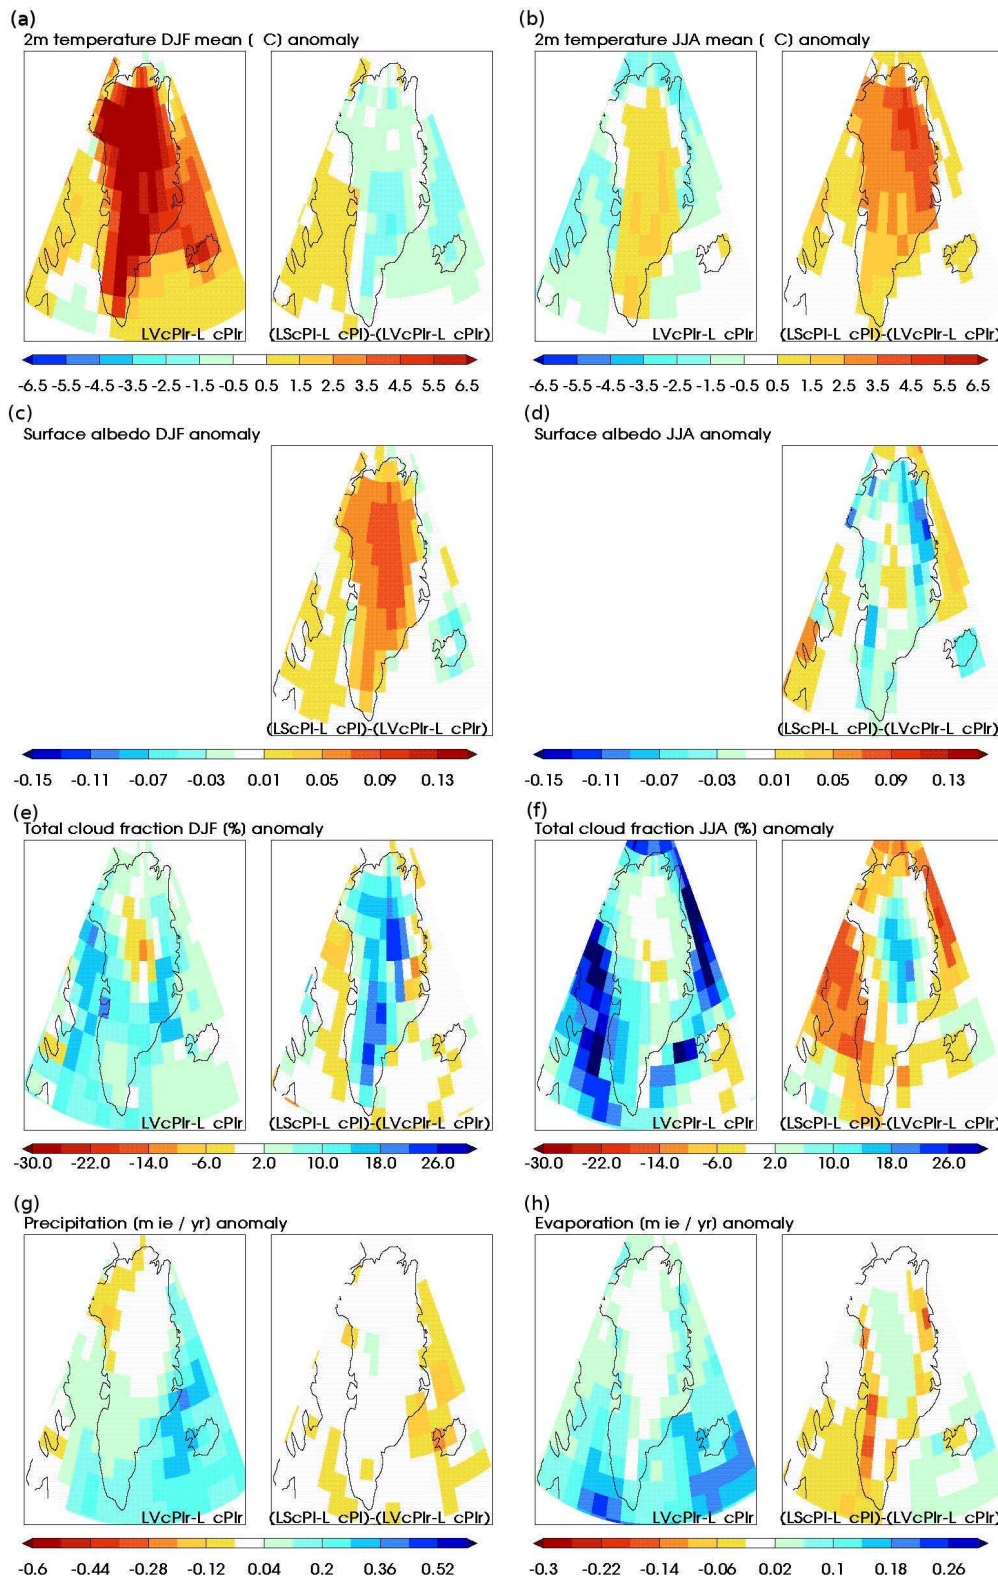 (a)
2m temperature DJF mean [ C] anomaly
LVcPIr-L cPIr
(LScPI-L cPI)-(LVcPIr-L cPIr)
-6.5 -5.5 -4.5 -3.5 -2.5 -1.5 -0.5 0.5 1.5 2.5 3.5 4.5 5.5 6.5
(b)
2m temperature JJA mean [ C] anomaly
LVcPIr-L cPIr
(LScPI-L cPI)-(LVcPIr-L cPIr)
-6.5 -5.5 -4.5 -3.5 -2.5 -1.5 -0.5 0.5 1.5 2.5 3.5 4.5 5.5 6.5
(c)
Surface albedo DJF anomaly
(LScPI-L cPI)-(LVcPIr-L cPIr)
-0.15 -0.11 -0.07 -0.03 0.01 0.05 0.09 0.13
(d)
Surface albedo JJA anomaly
(LScPI-L cPI)-(LVcPIr-L cPIr)
-0.15 -0.11 -0.07 -0.03 0.01 0.05 0.09 0.13
(e)
Total cloud fraction DJF [%] anomaly
LVcPIr-L cPIr
(LScPI-L cPI)-(LVcPIr-L cPIr)
-30.0 -22.0 -14.0 -6.0 2.0 10.0 18.0 26.0
(f)
Total cloud fraction JJA [%] anomaly
LVcPIr-L cPIr
(LScPI-L cPI)-(LVcPIr-L cPIr)
-30.0 -22.0 -14.0 -6.0 2.0 10.0 18.0 26.0
(g)
Precipitation [m ie / yr] anomaly
LVcPIr-L cPIr
(LScPI-L cPI)-(LVcPIr-L cPIr)
-0.6 -0.44 -0.28 -0.12 0.04 0.2 0.36 0.52
(h)
Evaporation [m ie / yr] anomaly
LVcPIr-L cPIr
(LScPI-L cPI)-(LVcPIr-L cPIr)
-0.3 -0.22 -0.14 -0.06 0.02 0.1 0.18 0.26